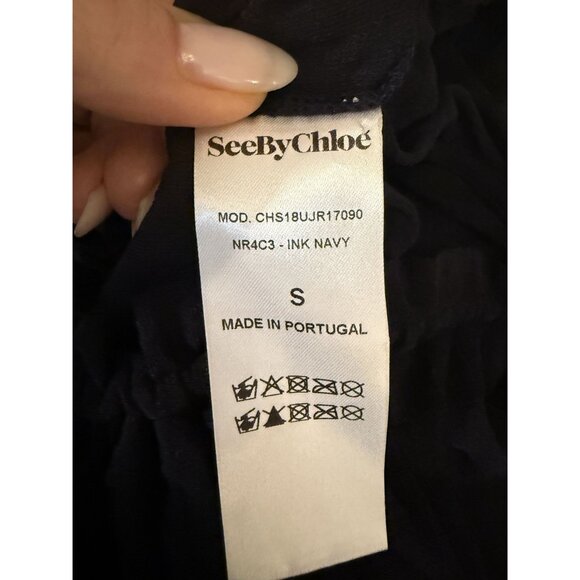 SeeByChloé
MOD. CHS18UJR17090
NR4C3 - INK NAVY
S
MADE IN PORTUGAL